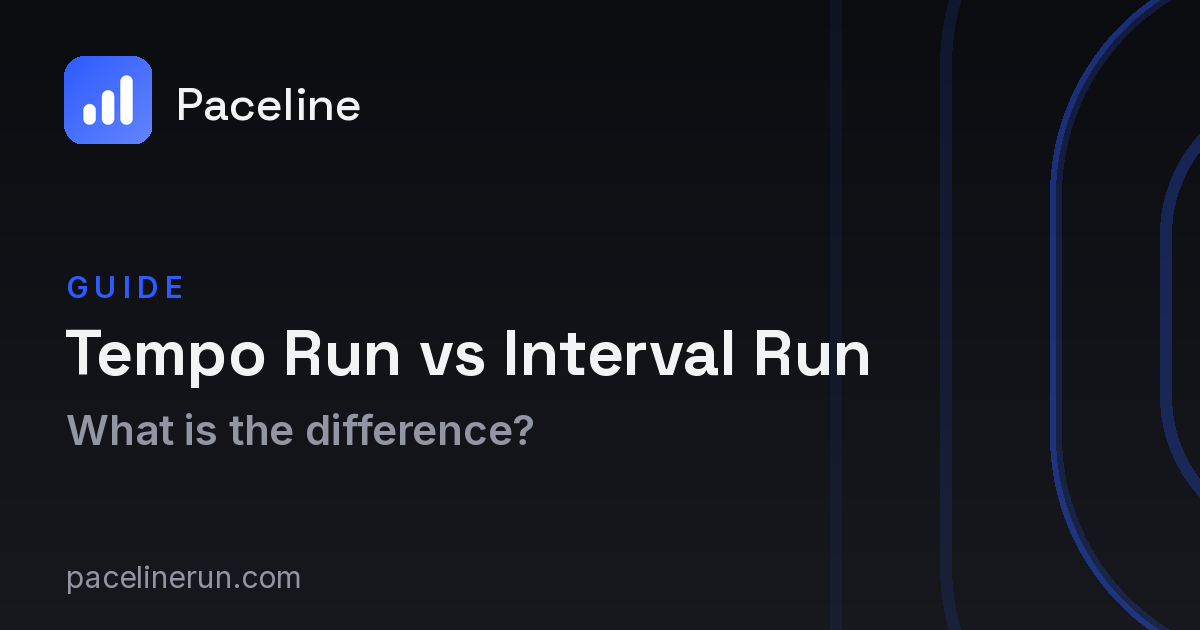 Paceline
GUIDE
Tempo Run vs Interval Run
What is the difference?
pacelinerun.com